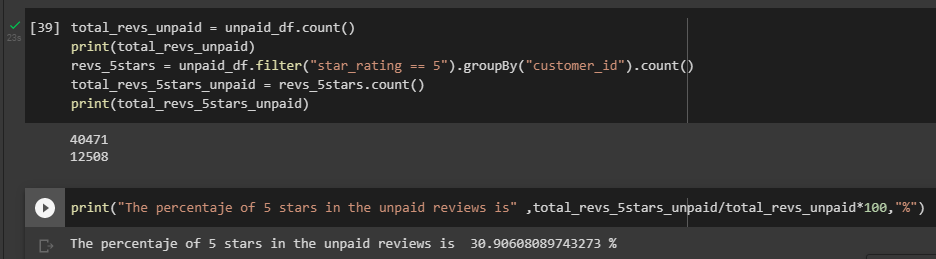 [39] total_revs_unpaid = unpaid_df.count()
print(total_revs_unpaid)
revs_5stars = unpaid_df.filter("star_rating == 5").groupBy("customer_id").count()
total_revs_5stars_unpaid = revs_5stars.count()
print(total_revs_5stars_unpaid)
23s
40471
12508
print("The percentaje of 5 stars in the unpaid reviews is" ,total_revs_5stars_unpaid/total_revs_unpaid*100,"%")
The percentaje of 5 stars in the unpaid reviews is  30.90608089743273 %